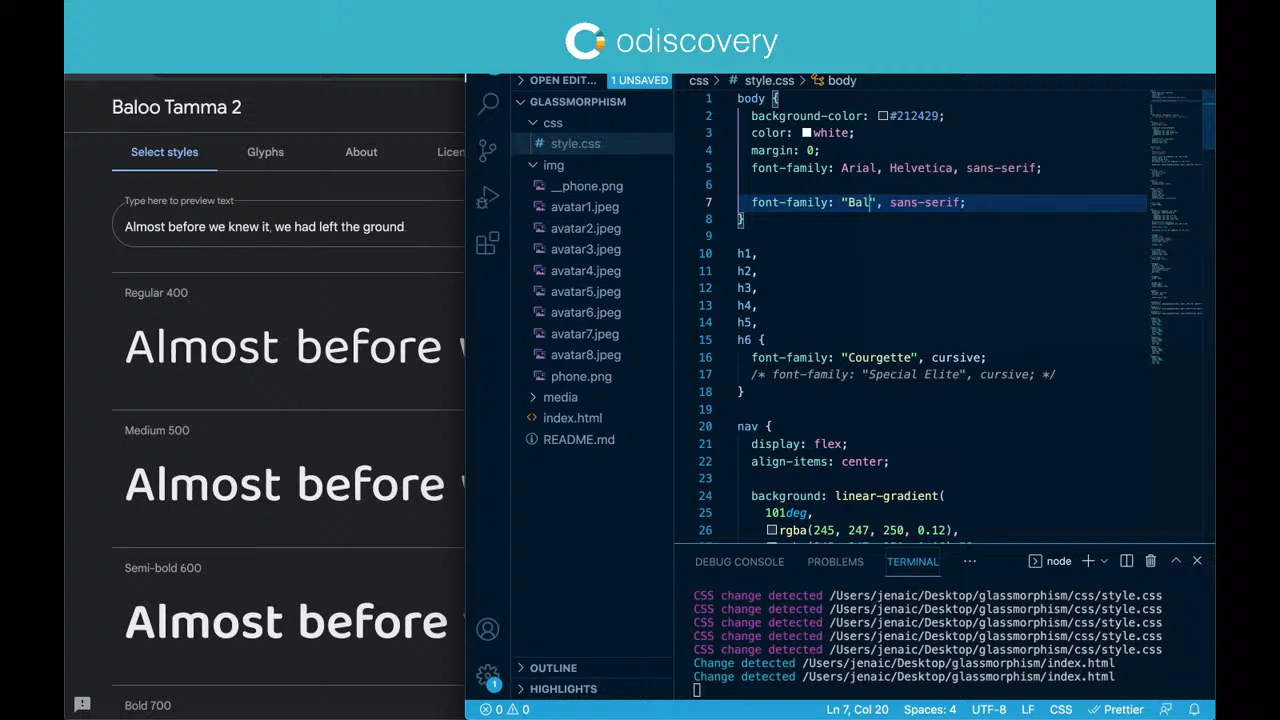 odiscovery
Baloo Tamma 2
Select styles
Glyphs
About
Licen
Type here to preview text
Almost before we knew it, we had left the ground.
Regular 400
Almost before
Medium 500
Almost before
Semi-bold 600
Almost before
Bold 700
OPEN EDIT...
1 UNSAVED
GLASSMORPHISM
css
# style.css
img
__phone.png
avatar1.jpeg
avatar2.jpeg
avatar3.jpeg
avatar4.jpeg
avatar5.jpeg
avatar6.jpeg
avatar7.jpeg
avatar8.jpeg
phone.png
media
<> index.html
README.md
OUTLINE
HIGHLIGHTS
1
css > # style.css > body
1 body {
2 background-color: #212429;
3 color: white;
4 margin: 0;
5 font-family: Arial, Helvetica, sans-serif;
6
7 font-family: "Bal", sans-serif;
8 }
9
10 h1,
11 h2,
12 h3,
13 h4,
14 h5,
15 h6 {
16 font-family: "Courgette", cursive;
17 /* font-family: "Special Elite", cursive; */
18 }
19
20 nav {
21 display: flex;
22 align-items: center;
23
24 background: linear-gradient(
25 101deg,
26 rgba(245, 247, 250, 0.12),
DEBUG CONSOLE
PROBLEMS
TERMINAL
...
node
CSS change detected /Users/jenaic/Desktop/glassmorphism/css/style.css
CSS change detected /Users/jenaic/Desktop/glassmorphism/css/style.css
CSS change detected /Users/jenaic/Desktop/glassmorphism/css/style.css
CSS change detected /Users/jenaic/Desktop/glassmorphism/css/style.css
CSS change detected /Users/jenaic/Desktop/glassmorphism/css/style.css
Change detected /Users/jenaic/Desktop/glassmorphism/index.html
Change detected /Users/jenaic/Desktop/glassmorphism/index.html
0 0
Ln 7, Col 20
Spaces: 4
UTF-8
LF
CSS
Prettier